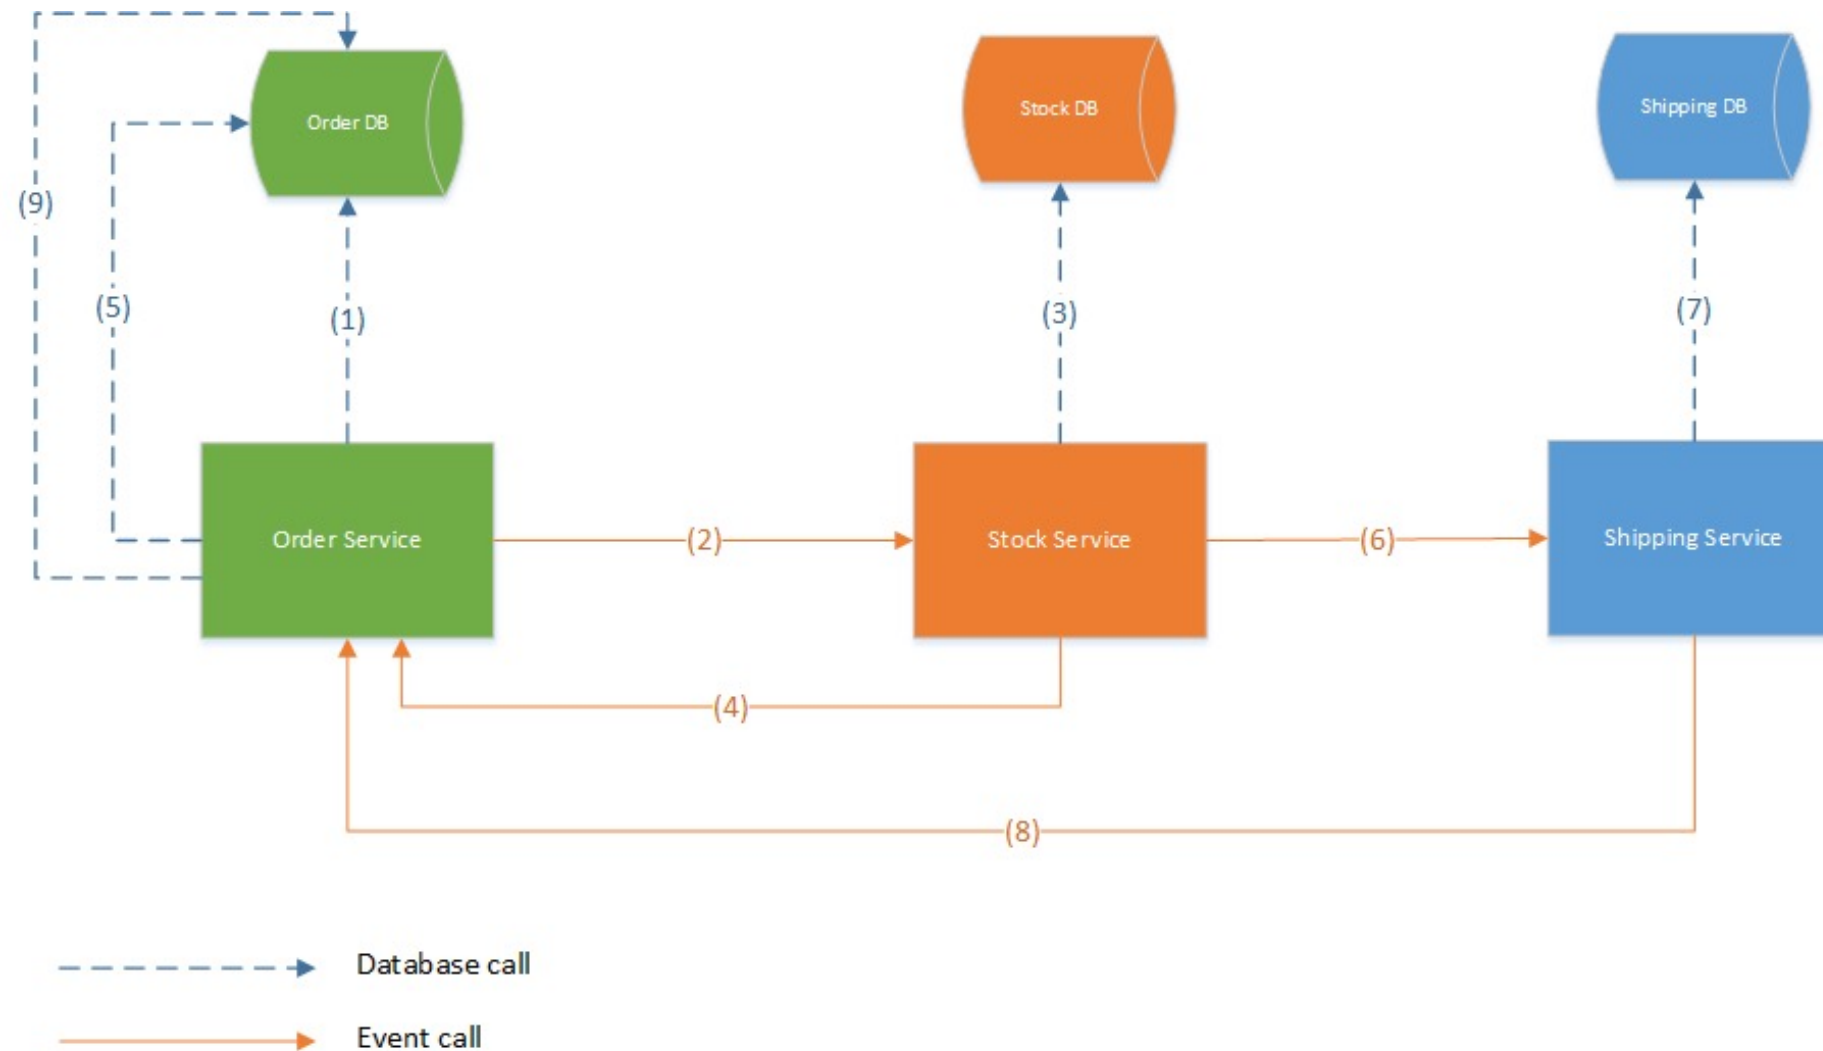 Order DB
Stock DB
Shipping DB
(9)
(5)
(1)
(3)
(7)
Order Service
(2)
Stock Service
(6)
Shipping Service
(4)
(8)
Database call
Event call